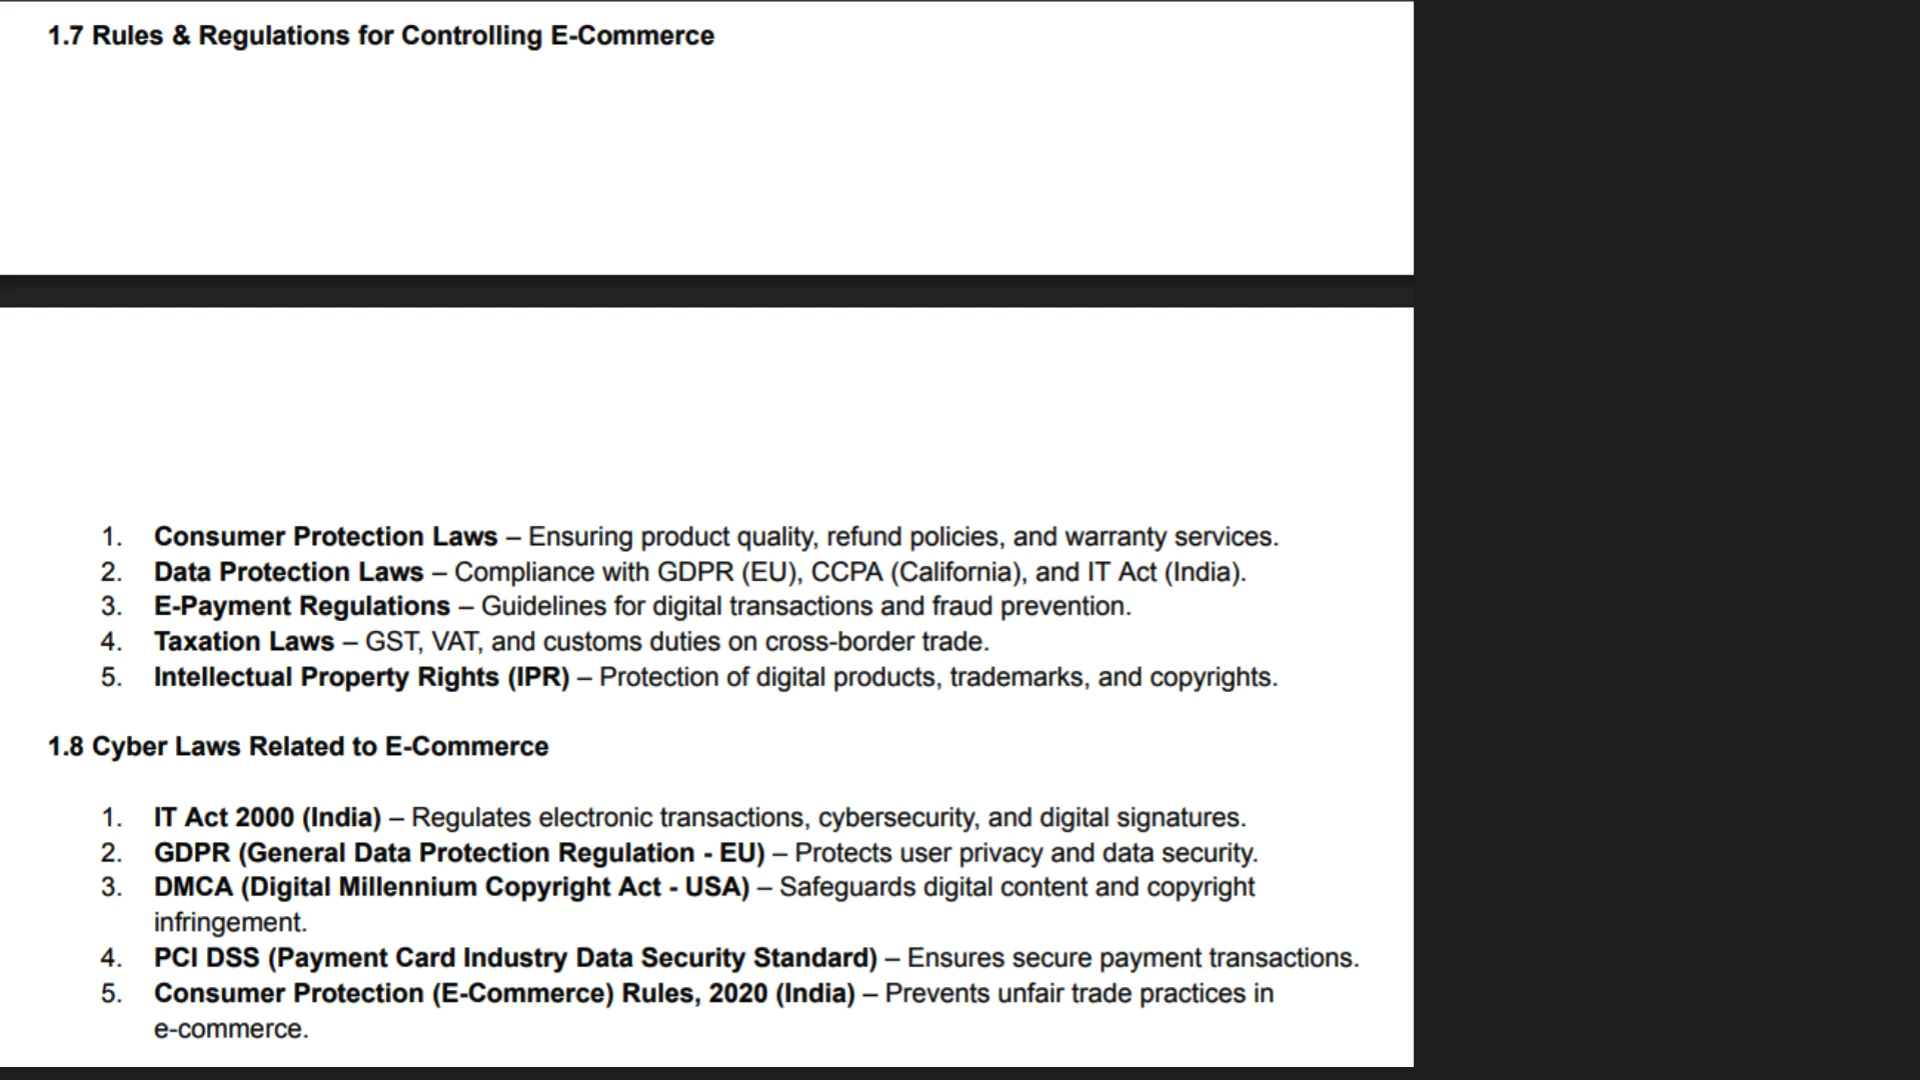 1.7 Rules & Regulations for Controlling E-Commerce
1. Consumer Protection Laws – Ensuring product quality, refund policies, and warranty services.
2. Data Protection Laws – Compliance with GDPR (EU), CCPA (California), and IT Act (India).
3. E-Payment Regulations – Guidelines for digital transactions and fraud prevention.
4. Taxation Laws – GST, VAT, and customs duties on cross-border trade.
5. Intellectual Property Rights (IPR) – Protection of digital products, trademarks, and copyrights.
1.8 Cyber Laws Related to E-Commerce
1. IT Act 2000 (India) – Regulates electronic transactions, cybersecurity, and digital signatures.
2. GDPR (General Data Protection Regulation - EU) – Protects user privacy and data security.
3. DMCA (Digital Millennium Copyright Act - USA) – Safeguards digital content and copyright
infringement.
4. PCI DSS (Payment Card Industry Data Security Standard) – Ensures secure payment transactions.
5. Consumer Protection (E-Commerce) Rules, 2020 (India) – Prevents unfair trade practices in
e-commerce.